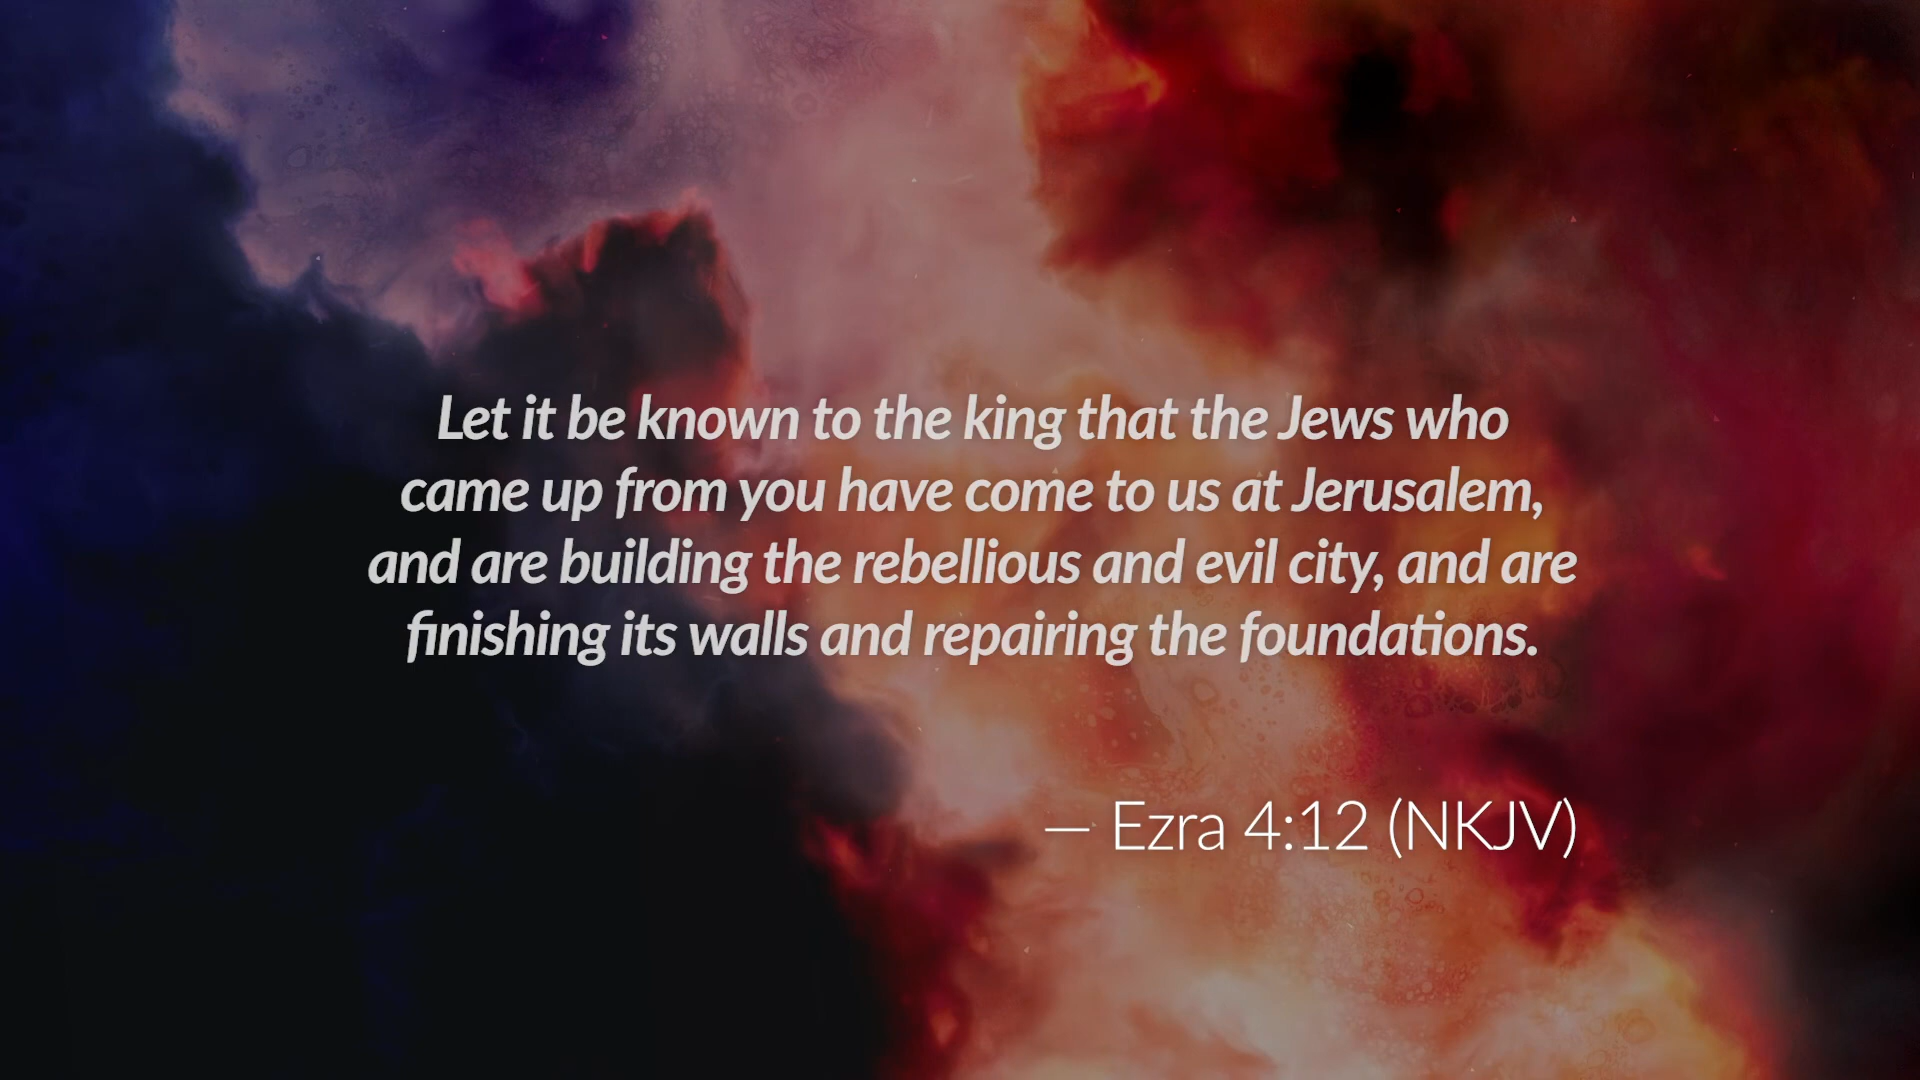 Let it be known to the king that the Jews who
came up from you have come to us at Jerusalem,
and are building the rebellious and evil city, and are
finishing its walls and repairing the foundations.
— Ezra 4:12 (NKJV)